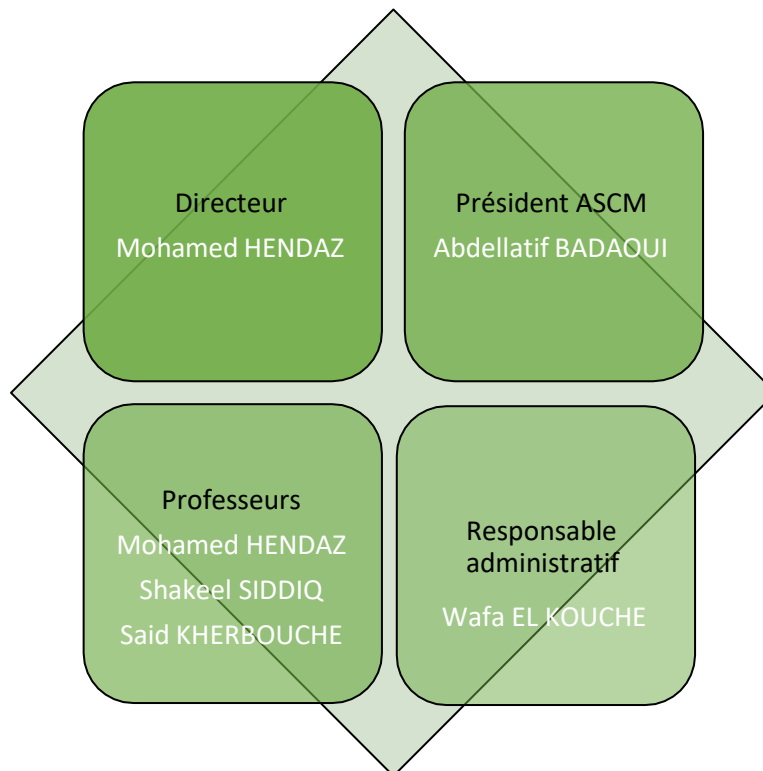 Directeur
Mohamed HENDAZ
Président ASCM
Abdellatif BADAOUI
Professeurs
Mohamed HENDAZ
Shakeel SIDDIQ
Said KHERBOUCHE
Responsable
administratif
Wafa EL KOUCHE